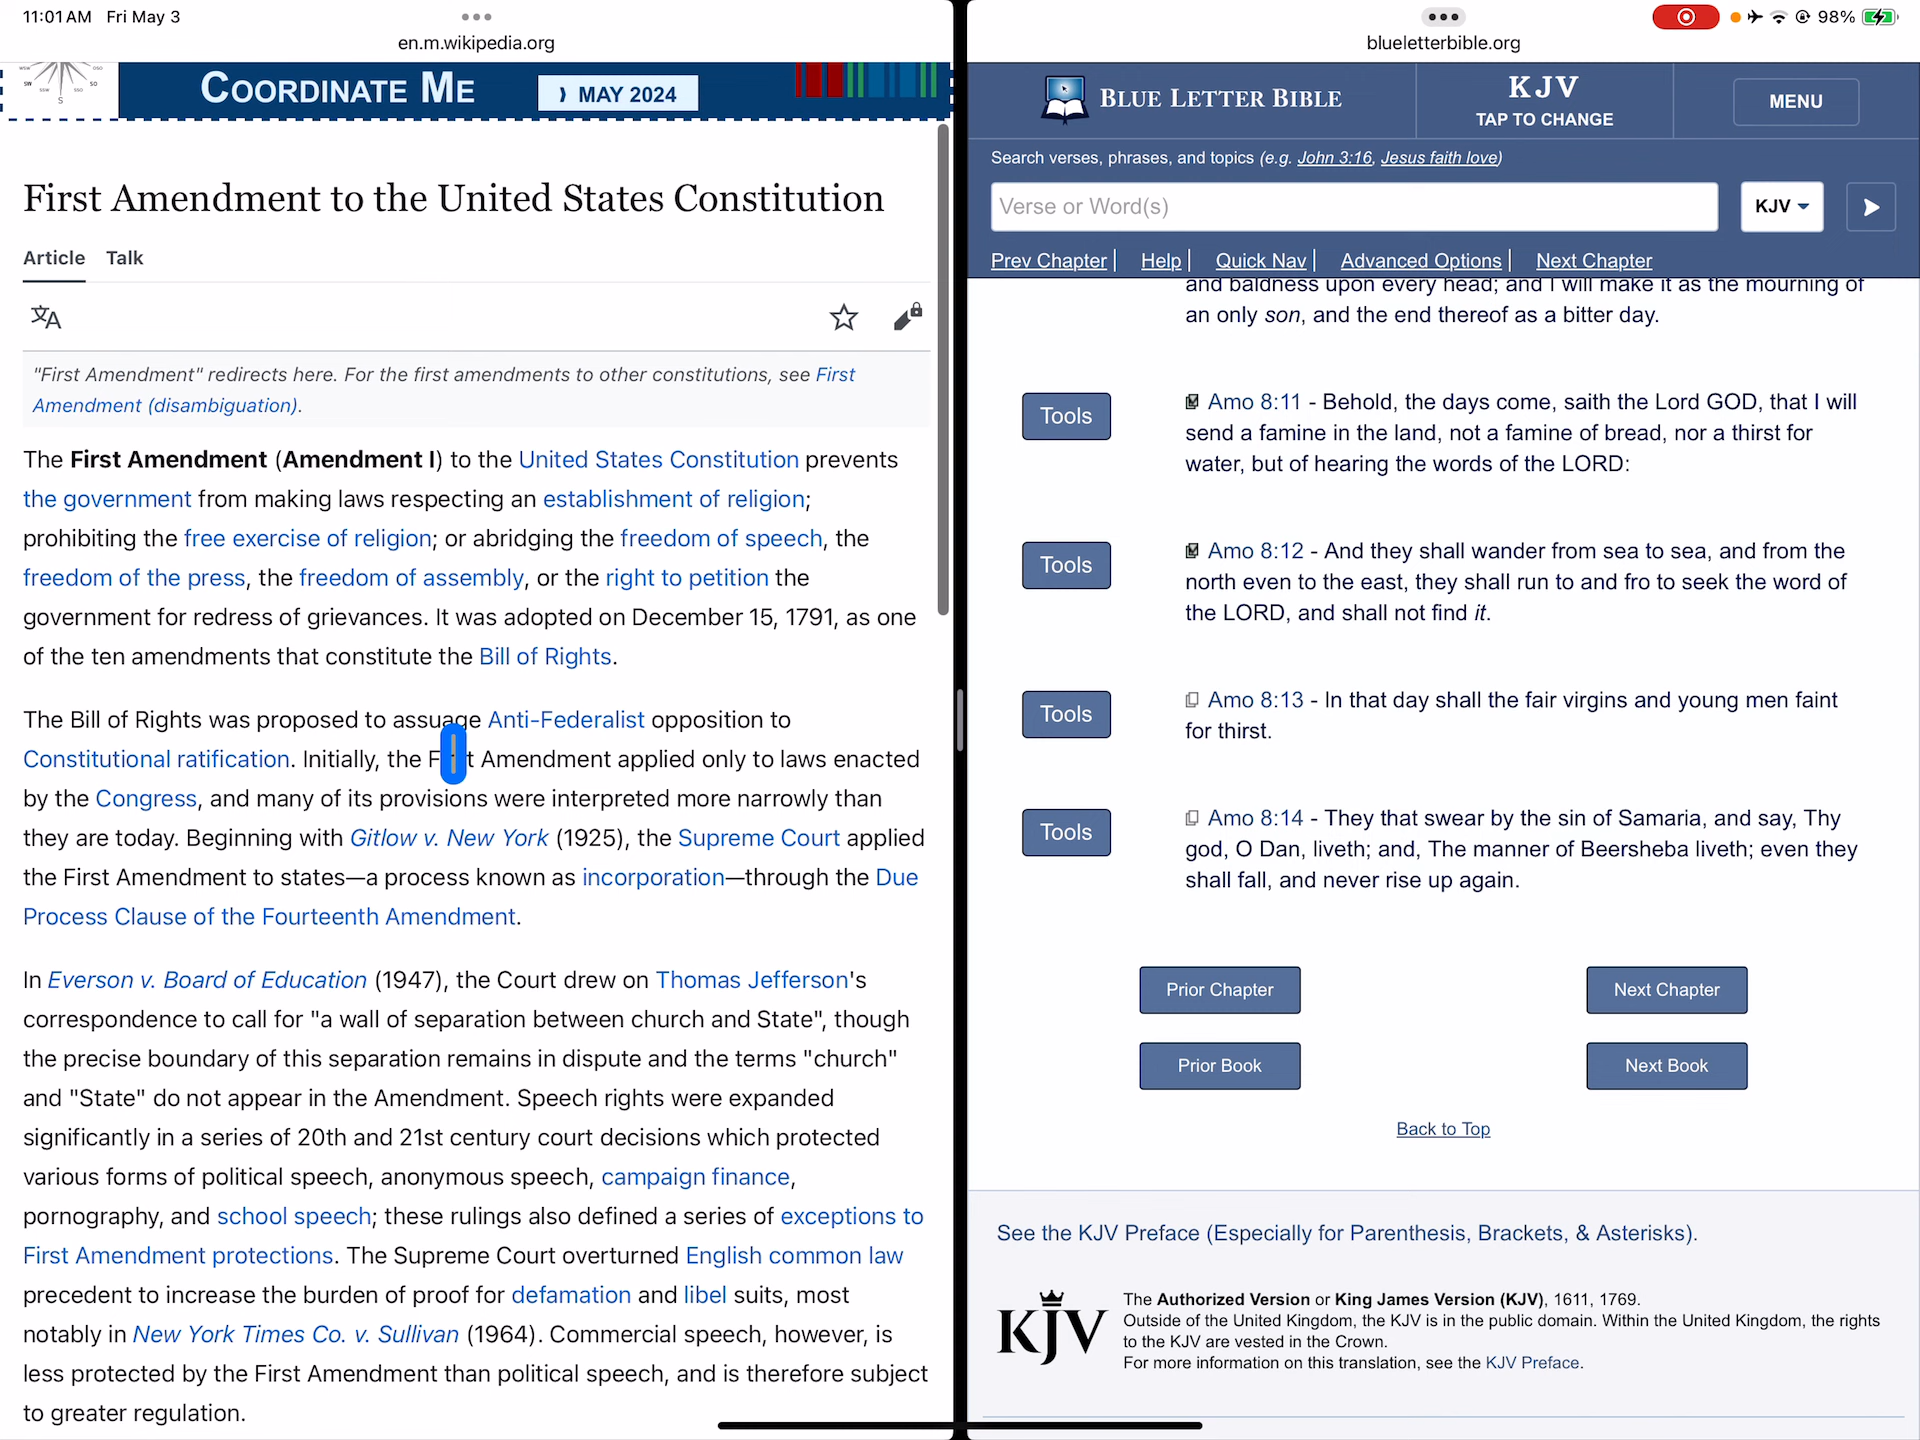 11:01 AM Fri May 3
en.m.wikipedia.org
COORDINATE ME
MAY 2024
First Amendment to the United States Constitution
Article Talk
"First Amendment" redirects here. For the first amendments to other constitutions, see First
Amendment (disambiguation).
The First Amendment (Amendment I) to the United States Constitution prevents
the government from making laws respecting an establishment of religion;
prohibiting the free exercise of religion; or abridging the freedom of speech, the
freedom of the press, the freedom of assembly, or the right to petition the
government for redress of grievances. It was adopted on December 15, 1791, as one
of the ten amendments that constitute the Bill of Rights.
The Bill of Rights was proposed to assuage Anti-Federalist opposition to
Constitutional ratification. Initially, the First Amendment applied only to laws enacted
by the Congress, and many of its provisions were interpreted more narrowly than
they are today. Beginning with Gitlow v. New York (1925), the Supreme Court applied
the First Amendment to states—a process known as incorporation—through the Due
Process Clause of the Fourteenth Amendment.
In Everson v. Board of Education (1947), the Court drew on Thomas Jefferson's
correspondence to call for "a wall of separation between church and State", though
the precise boundary of this separation remains in dispute and the terms "church"
and "State" do not appear in the Amendment. Speech rights were expanded
significantly in a series of 20th and 21st century court decisions which protected
various forms of political speech, anonymous speech, campaign finance,
pornography, and school speech; these rulings also defined a series of exceptions to
First Amendment protections. The Supreme Court overturned English common law
precedent to increase the burden of proof for defamation and libel suits, most
notably in New York Times Co. v. Sullivan (1964). Commercial speech, however, is
less protected by the First Amendment than political speech, and is therefore subject
to greater regulation.
98%
blueletterbible.org
BLUE LETTER BIBLE
KJV
TAP TO CHANGE
MENU
Search verses, phrases, and topics (e.g. John 3:16, Jesus faith love)
Verse or Word(s)
KJV
Prev Chapter | Help | Quick Nav | Advanced Options | Next Chapter
and baldness upon every head; and I will make it as the mourning of
an only son, and the end thereof as a bitter day.
Tools
Amo 8:11 - Behold, the days come, saith the Lord GOD, that I will
send a famine in the land, not a famine of bread, nor a thirst for
water, but of hearing the words of the LORD:
Tools
Amo 8:12 - And they shall wander from sea to sea, and from the
north even to the east, they shall run to and fro to seek the word of
the LORD, and shall not find it.
Tools
Amo 8:13 - In that day shall the fair virgins and young men faint
for thirst.
Tools
Amo 8:14 - They that swear by the sin of Samaria, and say, Thy
god, O Dan, liveth; and, The manner of Beersheba liveth; even they
shall fall, and never rise up again.
Prior Chapter
Next Chapter
Prior Book
Next Book
Back to Top
See the KJV Preface (Especially for Parenthesis, Brackets, & Asterisks).
KJV
The Authorized Version or King James Version (KJV), 1611, 1769.
Outside of the United Kingdom, the KJV is in the public domain. Within the United Kingdom, the rights
to the KJV are vested in the Crown.
For more information on this translation, see the KJV Preface.